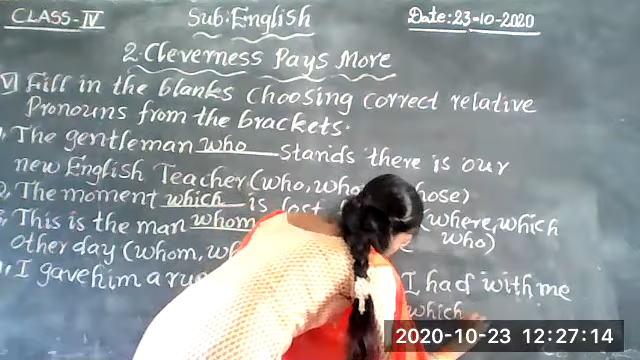 CLASS-IV Sub:English Date:23-10-2020
2.Cleverness Pays More
V) Fill in the blanks choosing correct relative
Pronouns from the brackets.
The gentleman who stands there is our
new English Teacher (who, who hose)
The moment which is lost (where, which
who)
This is the man whom
other day (whom, wh
I gave him a ru I had with me
which
2020-10-23 12:27:14